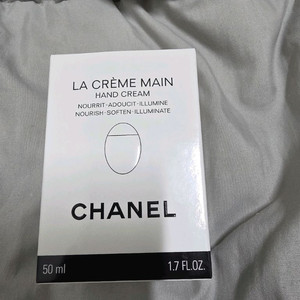 LA CRÈME MAIN
HAND CREAM
NOURRIT-ADOUCIT-ILLUMINE
NOURISH-SOFTEN-ILLUMINATE
CHANEL
50 ml 1.7 FL.OZ.